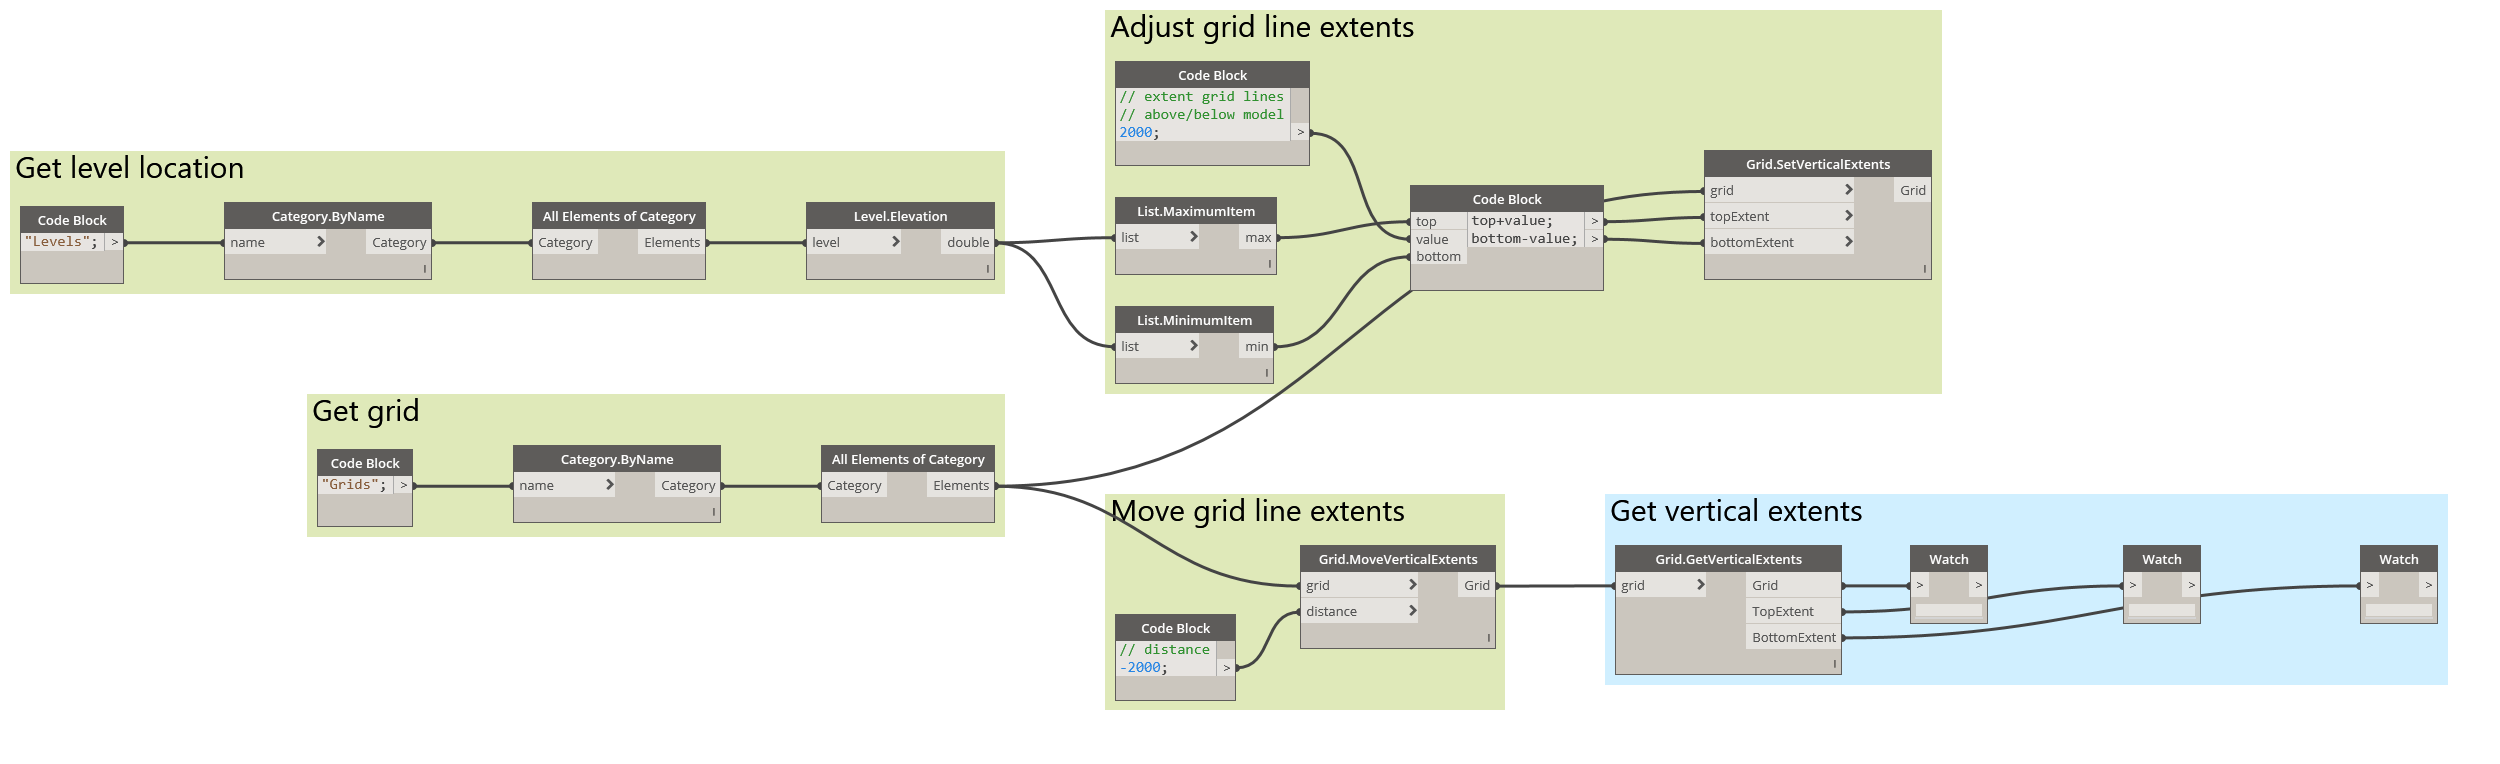 Get level location
Code Block
"Levels"; >
Category.ByName
name Category
All Elements of Category
Category Elements
Level.Elevation
level double
Adjust grid line extents
Code Block
// extent grid lines
// above/below model
2000; >
List.MaximumItem
list max
List.MinimumItem
list min
Code Block
top top+value; >
value bottom-value; >
bottom
Grid.SetVerticalExtents
grid Grid
topExtent
bottomExtent
Get grid
Code Block
"Grids"; >
Category.ByName
name Category
All Elements of Category
Category Elements
Move grid line extents
Grid.MoveVerticalExtents
grid Grid
distance
Code Block
// distance
-2000; >
Get vertical extents
Grid.GetVerticalExtents
grid Grid
TopExtent
BottomExtent
Watch
> >
Watch
> >
Watch
> >